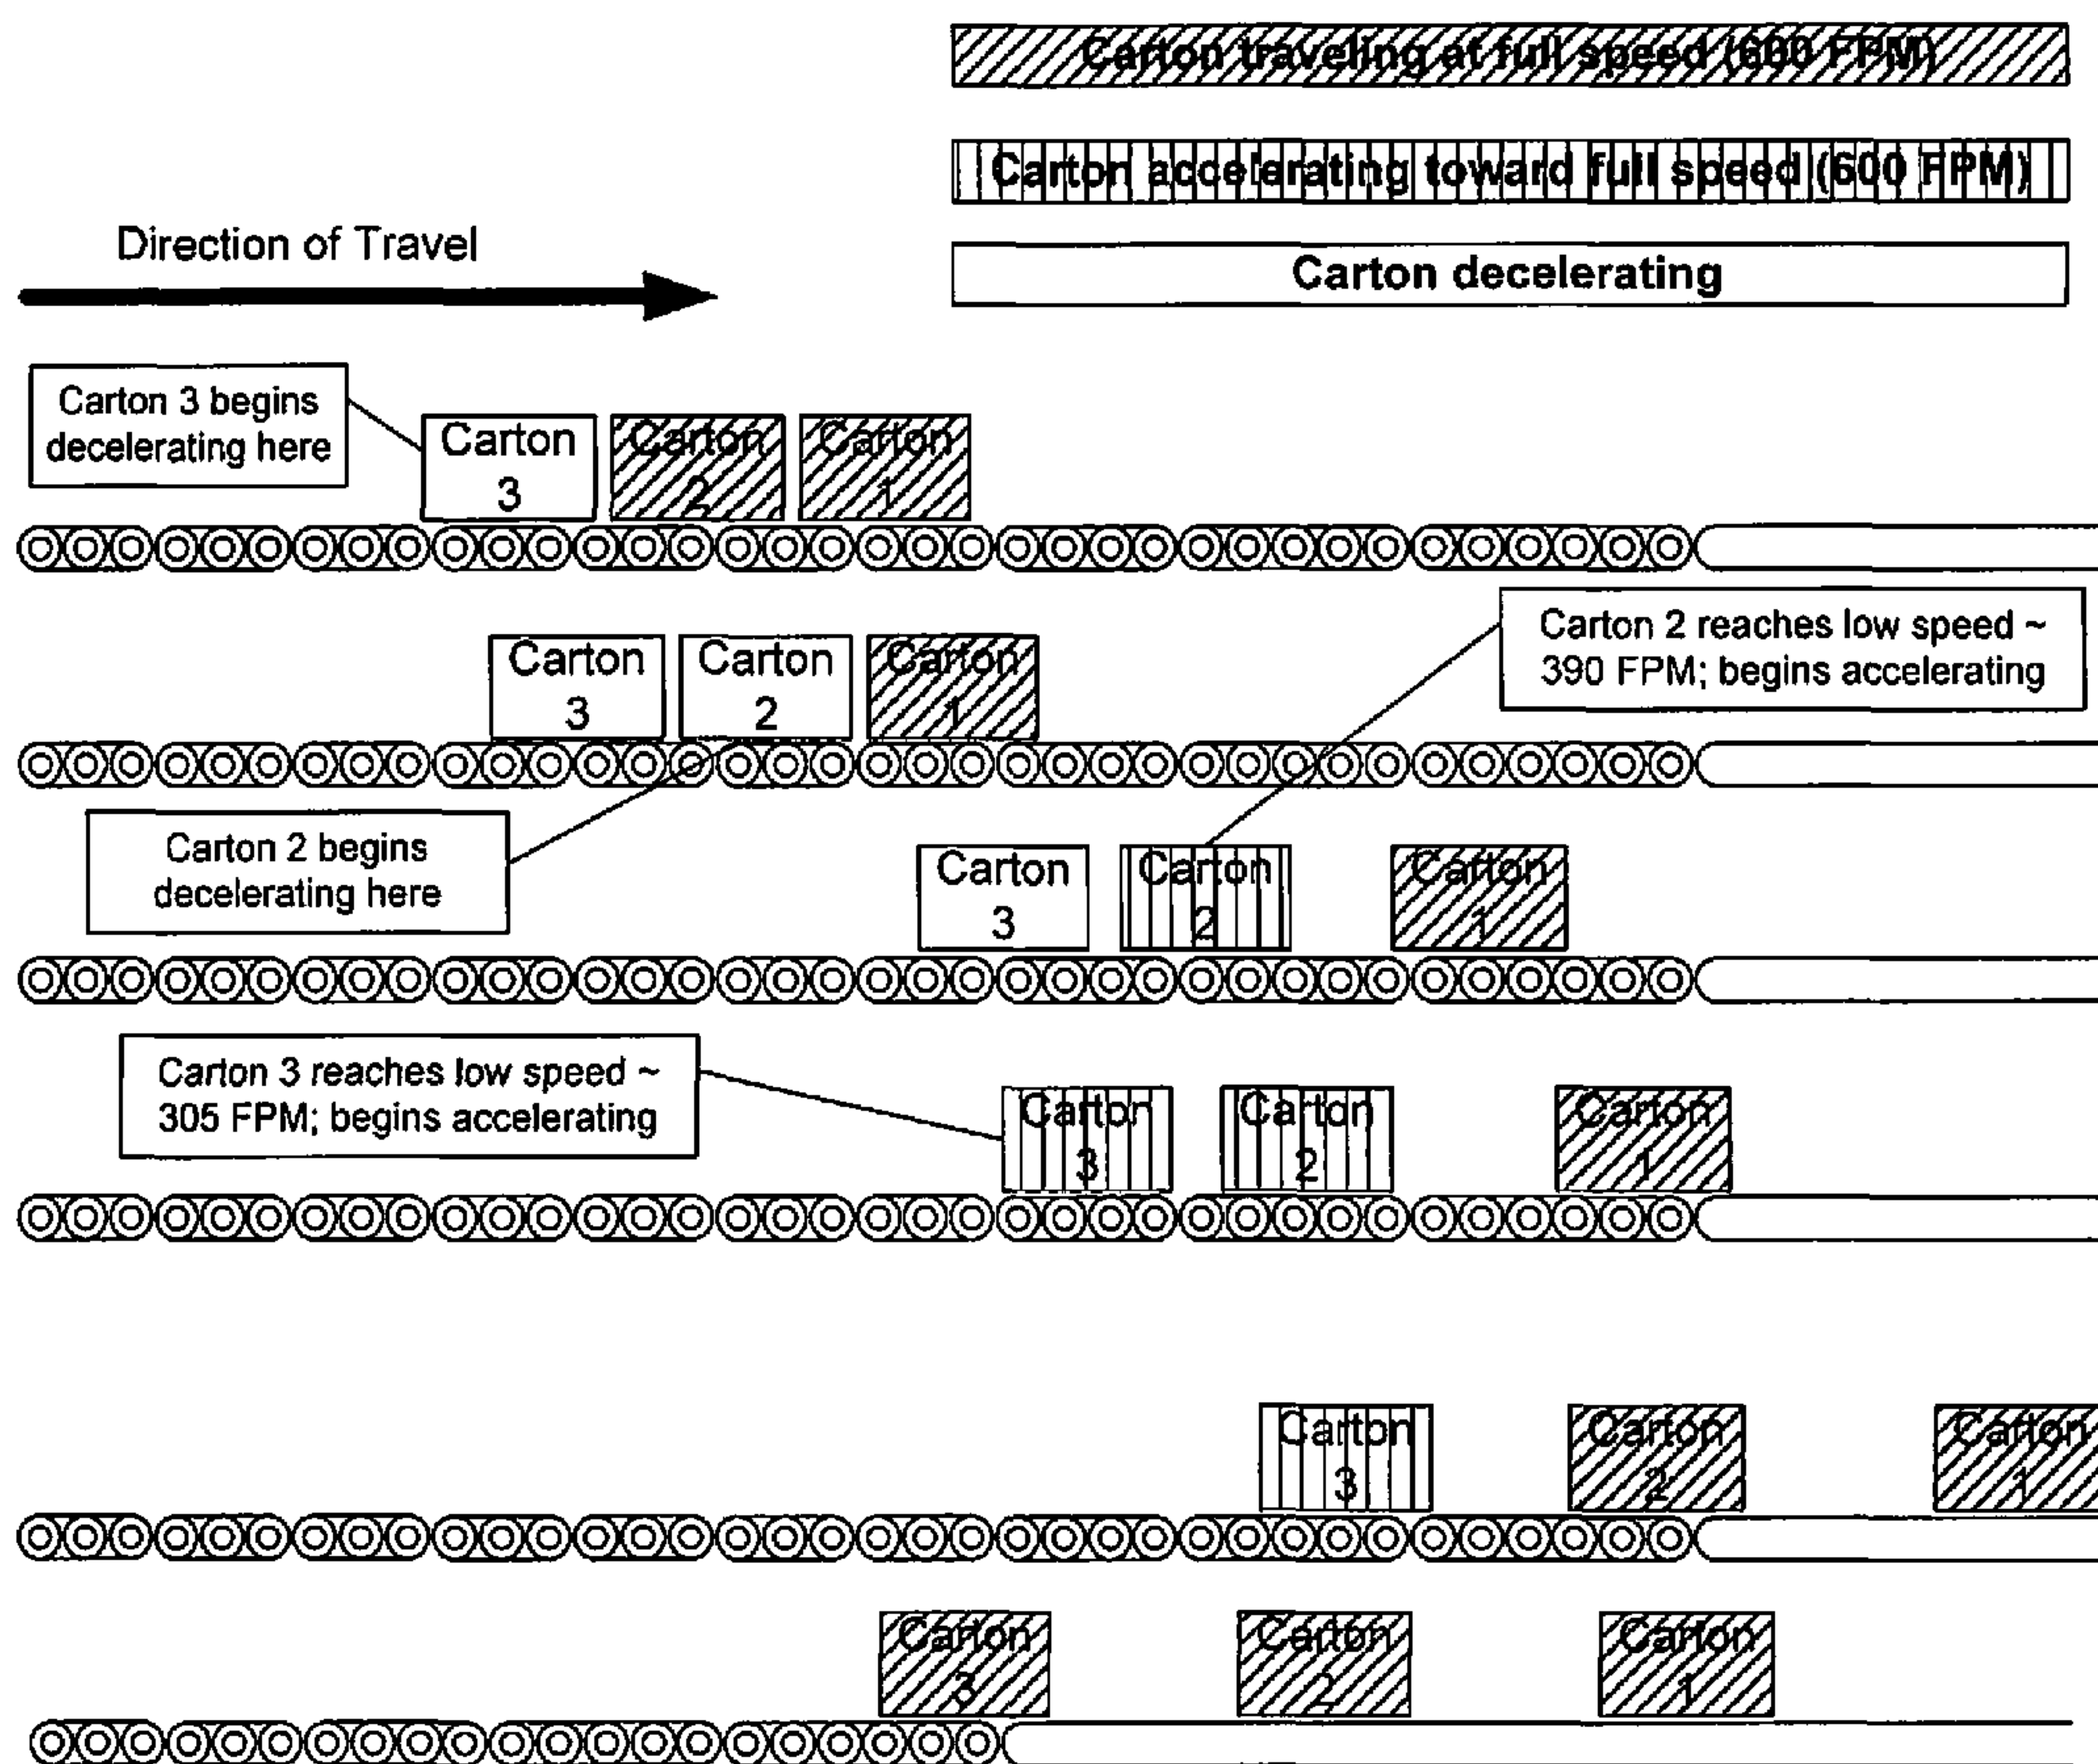 Carton traveling at full speed (600 FPM)
Carton accelerating toward full speed (600 FPM)
Direction of Travel
Carton decelerating
Carton 3 begins
decelerating here
Carton
3
Carton
2
Carton
1
Carton 2 reaches low speed ~
390 FPM; begins accelerating
Carton
3
Carton
2
Carton
1
Carton 2 begins
decelerating here
Carton
3
Carton
2
Carton
1
Carton 3 reaches low speed ~
305 FPM; begins accelerating
Carton
3
Carton
2
Carton
1
Carton
3
Carton
2
Carton
1
Carton
3
Carton
2
Carton
1